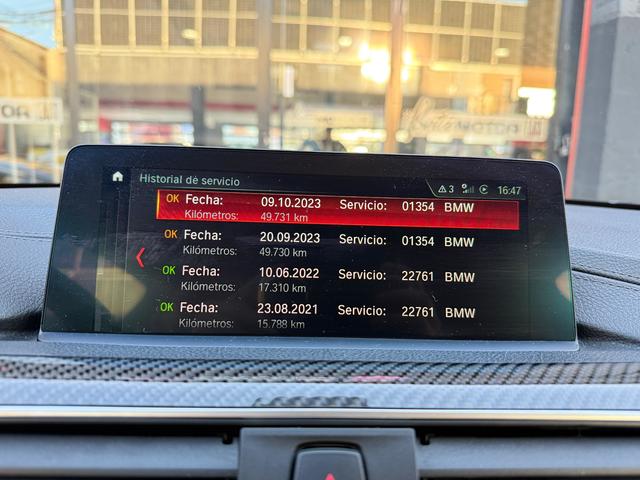 Historial de servicio
3 16:47
OK Fecha: 09.10.2023 Servicio: 01354 BMW
Kilómetros: 49.731 km
OK Fecha: 20.09.2023 Servicio: 01354 BMW
Kilómetros: 49.730 km
OK Fecha: 10.06.2022 Servicio: 22761 BMW
Kilómetros: 17.310 km
OK Fecha: 23.08.2021 Servicio: 22761 BMW
Kilómetros: 15.788 km